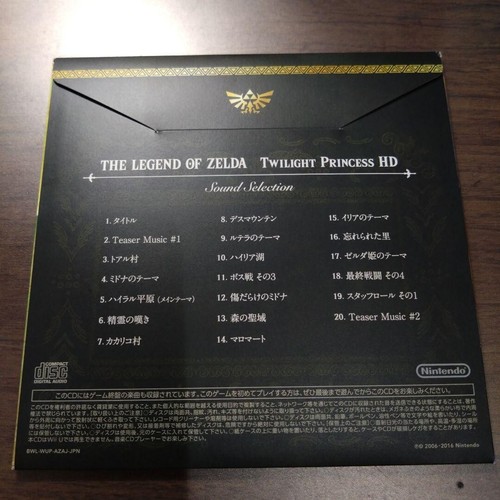 THE LEGEND OF ZELDA TWILIGHT PRINCESS HD
Sound Selection
1. タイトル
2. Teaser Music #1
3. トアル村
4. ミドナのテーマ
5. ハイラル平原 (メインテーマ)
6. 精霊の嘆き
7. カカリコ村
8. デスマウンテン
9. ルテラのテーマ
10. ハイリア湖
11. ボス戦 その3
12. 傷だらけのミドナ
13. 森の聖域
14. マロマート
15. イリアのテーマ
16. 忘れられた里
17. ゼルダ姫のテーマ
18. 最終戦闘 その4
19. スタッフロール その1
20. Teaser Music #2
COMPACT
disc
DIGITAL AUDIO
Nintendo
このCDにはゲーム終盤の楽曲も収録されています。このゲームを初めてプレイする方は、ぜひ最後まで遊んでからこのCDをお楽しみください。
BWL-WUP-AZAJ-JPN
©2006-2016 Nintendo